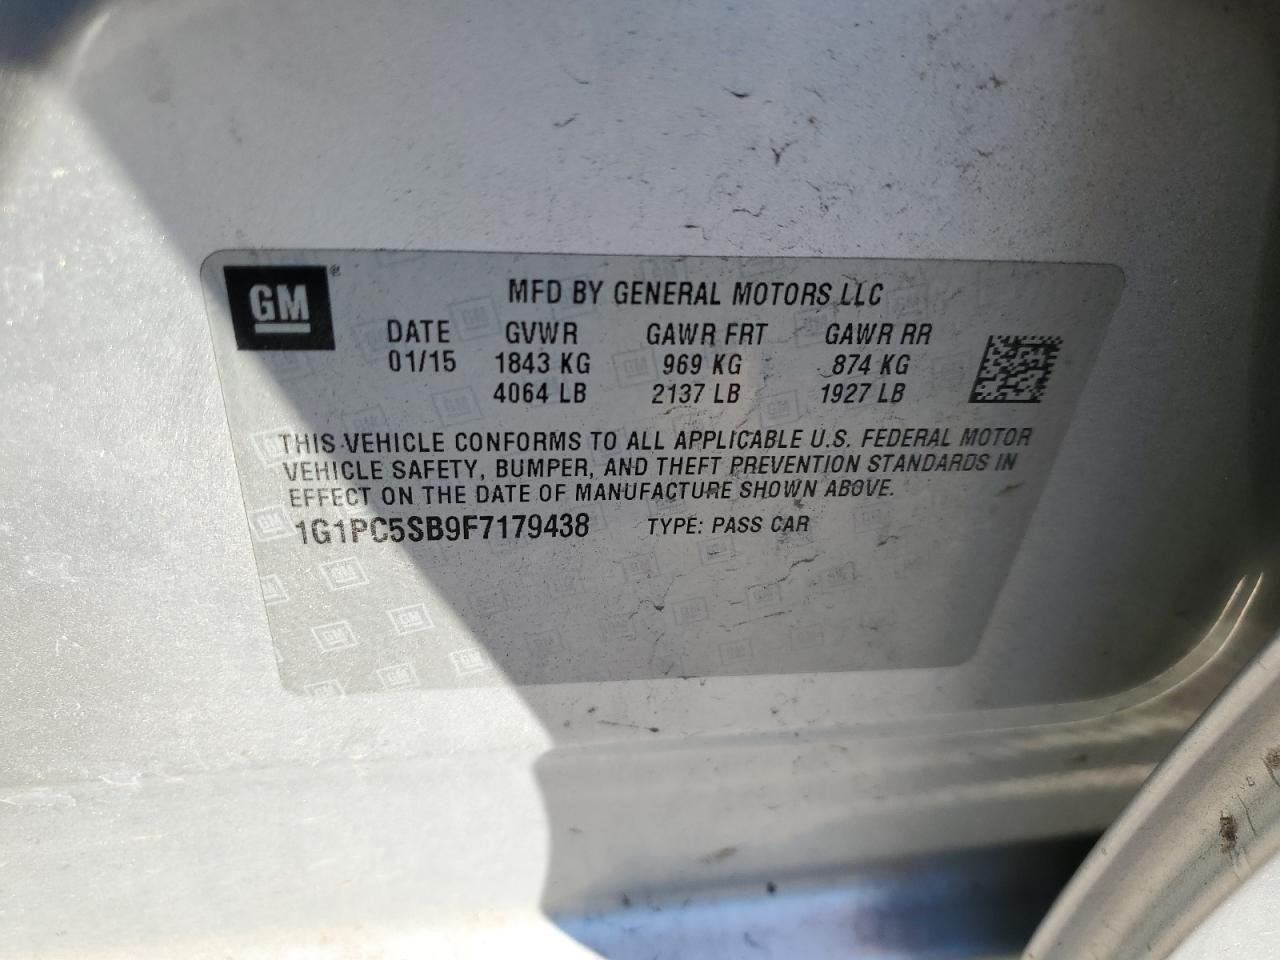 GM ®
MFD BY GENERAL MOTORS LLC
DATE GVWR GAWR FRT GAWR RR
01/15 1843 KG 969 KG 874 KG
4064 LB 2137 LB 1927 LB
THIS VEHICLE CONFORMS TO ALL APPLICABLE U.S. FEDERAL MOTOR
VEHICLE SAFETY, BUMPER, AND THEFT PREVENTION STANDARDS IN
EFFECT ON THE DATE OF MANUFACTURE SHOWN ABOVE.
1G1PC5SB9F7179438 TYPE: PASS CAR